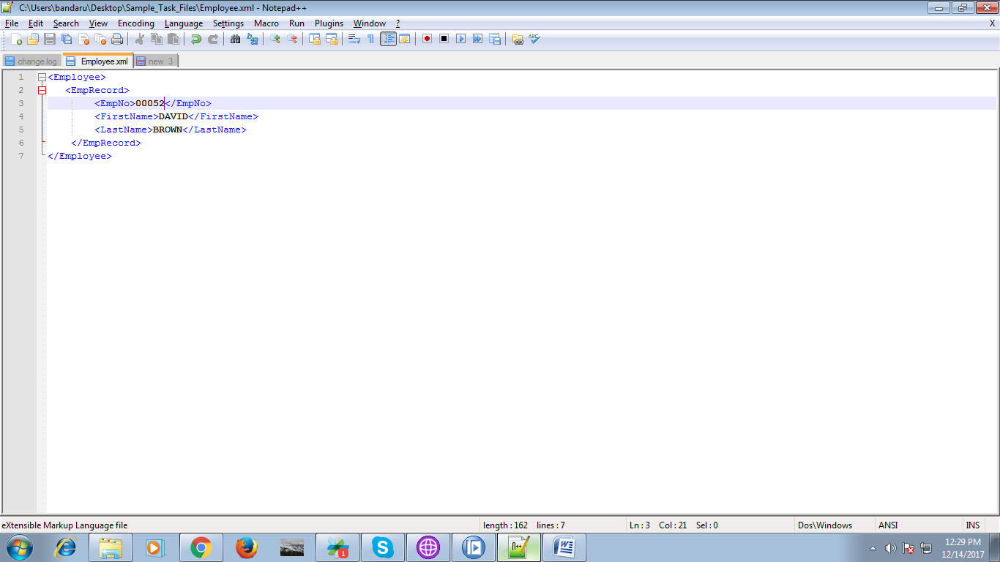 C:\Users\bandaru\Desktop\Sample_Task_Files\Employee.xml - Notepad++
File Edit Search View Encoding Language Settings Macro Run Plugins Window ? X
change.log Employee.xml new 3
1 <Employee>
2 <EmpRecord>
3 <EmpNo>00052</EmpNo>
4 <FirstName>DAVID</FirstName>
5 <LastName>BROWN</LastName>
6 </EmpRecord>
7 </Employee>
eXtensible Markup Language file length : 162 lines : 7 Ln : 3 Col : 21 Sel : 0 Dos\Windows ANSI INS
12:29 PM
12/14/2017